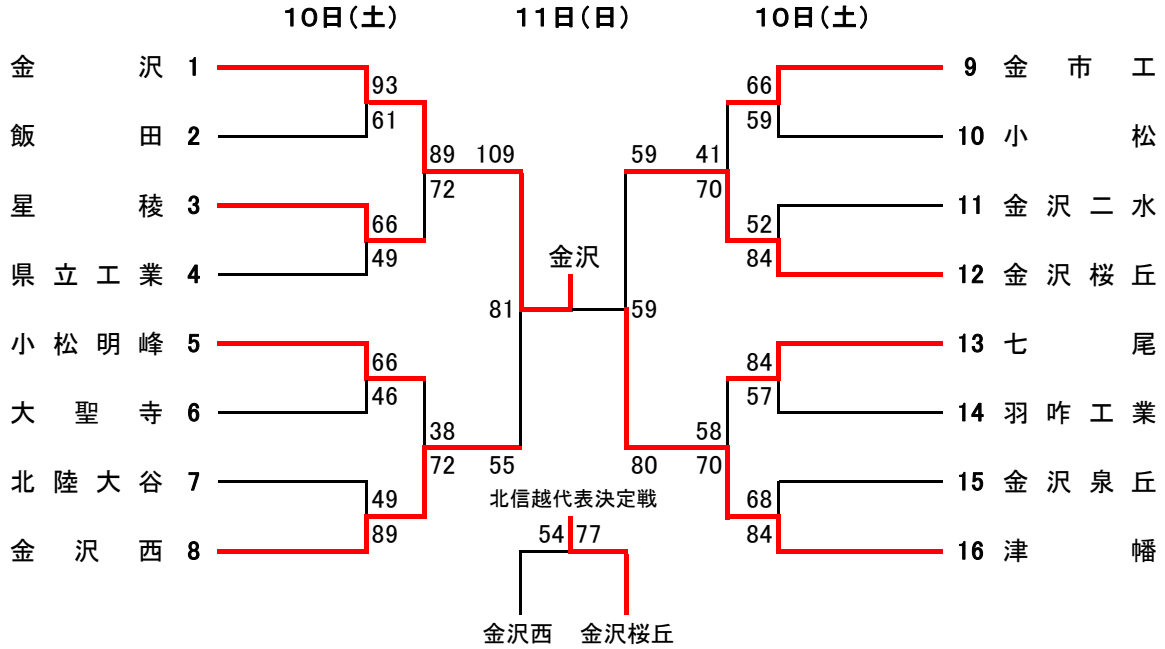 10日(土) 11日(日) 10日(土)
金沢 1 93 66 9 金市工
飯田 2 61 59 10 小松
89 109 59 41
72 70
星稜 3 66 52 11 金沢二水
県立工業 4 49 84 12 金沢桜丘
金沢
81 59
小松明峰 5 66 84 13 七尾
大聖寺 6 46 57 14 羽咋工業
38 58
72 55 80 70
北陸大谷 7 49 68 15 金沢泉丘
金沢西 8 89 84 16 津幡
北信越代表決定戦
54 77
金沢西 金沢桜丘